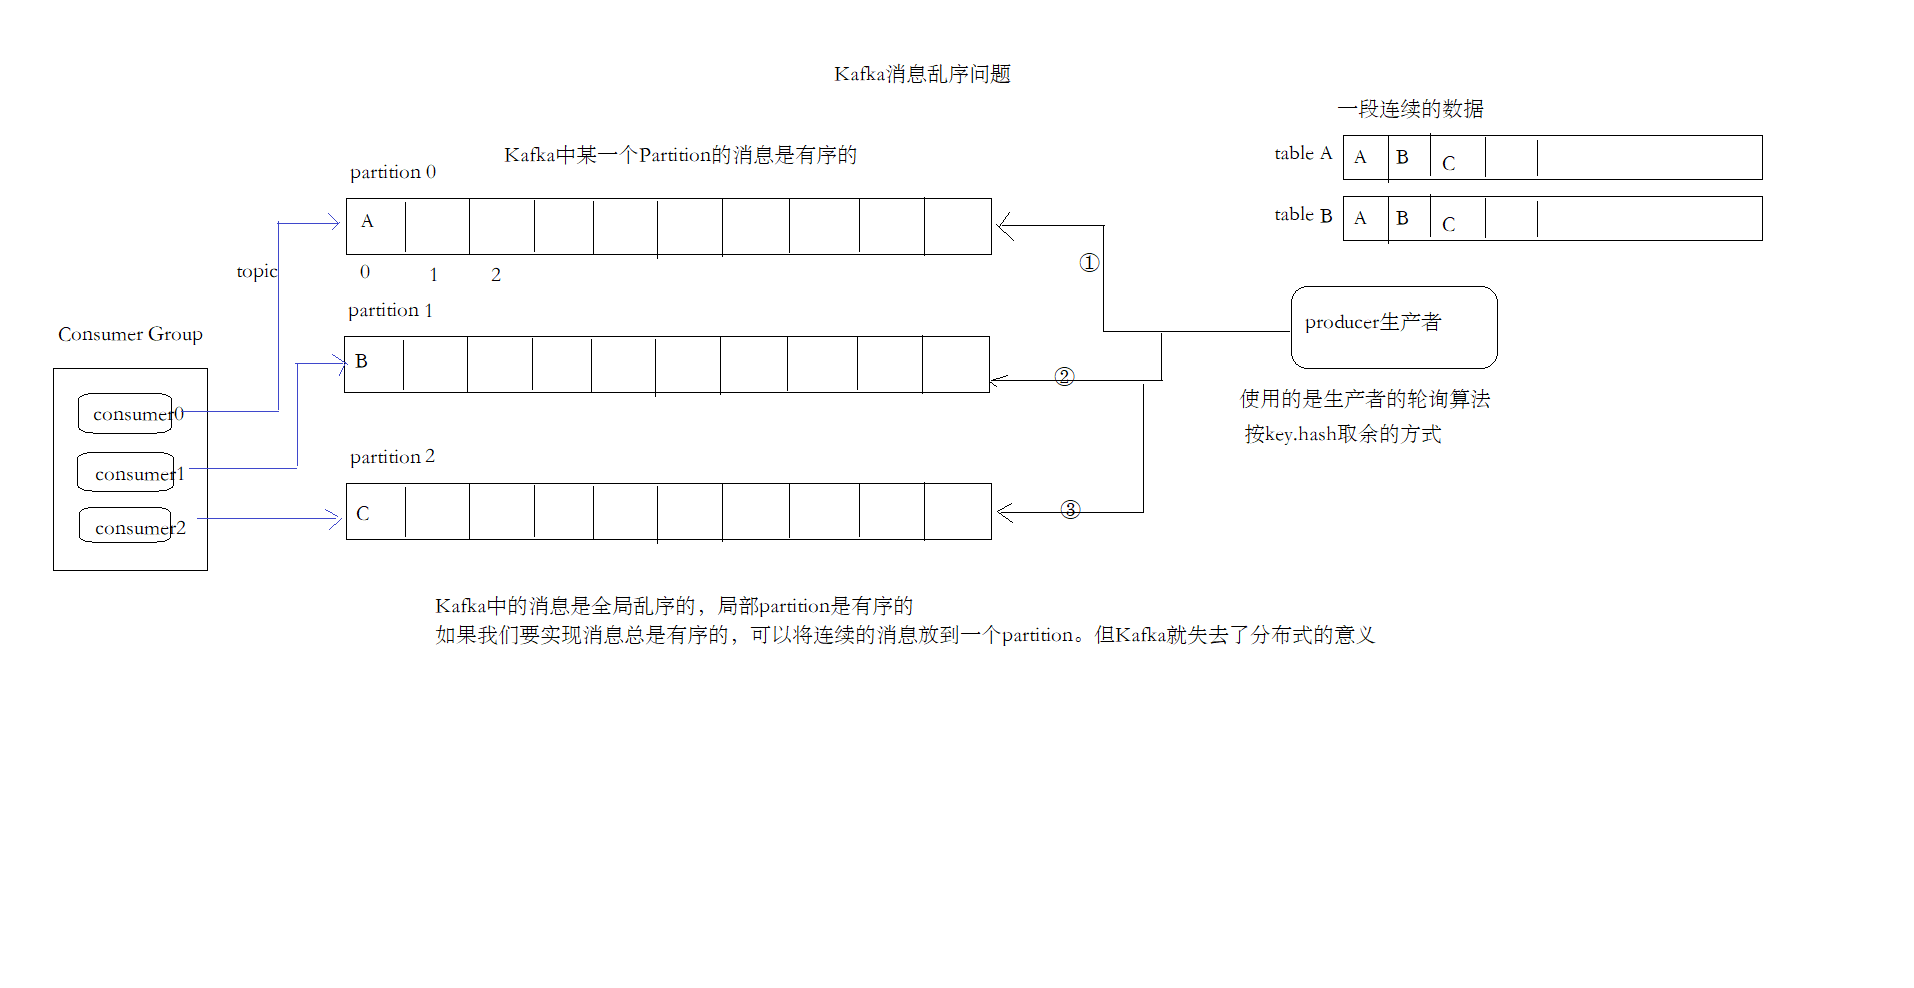 Kafka消息乱序问题
一段连续的数据
table A
A
B
C
table B
A
B
C
Kafka中某一个Partition的消息是有序的
partition 0
A
0
1
2
topic
①
partition 1
B
②
producer生产者
使用的是生产者的轮询算法
按key.hash取余的方式
Consumer Group
consumer0
consumer1
consumer2
partition 2
C
③
Kafka中的消息是全局乱序的，局部partition是有序的
如果我们要实现消息总是有序的，可以将连续的消息放到一个partition。但Kafka就失去了分布式的意义